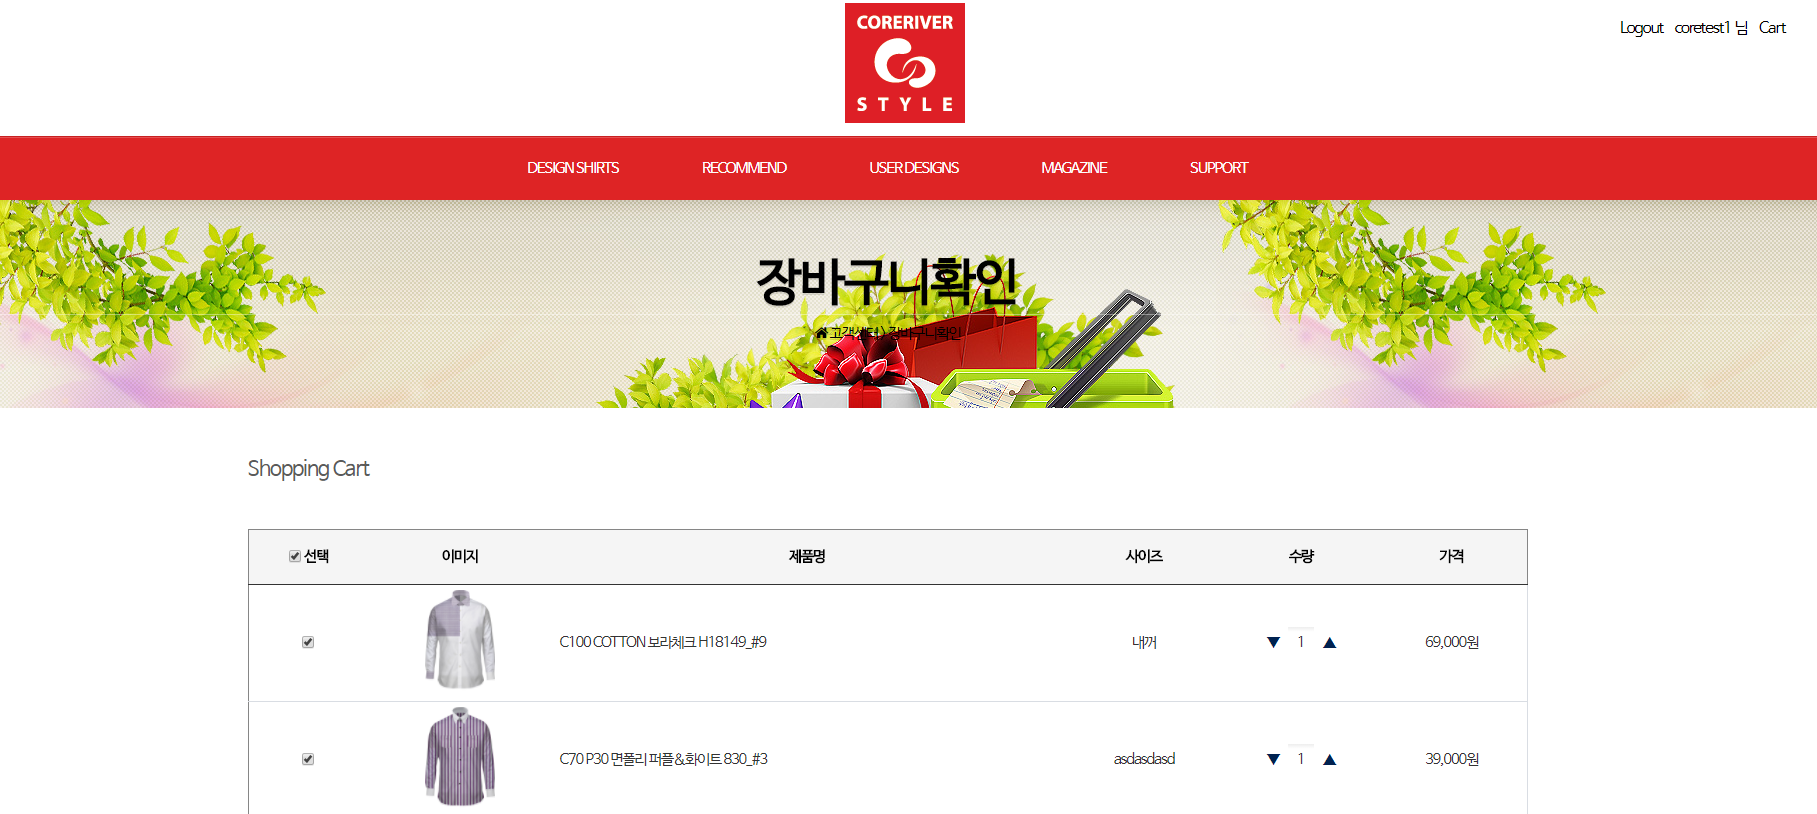 CORERIVER
STYLE
Logout coretest1 님 Cart
DESIGN SHIRTS RECOMMEND USER DESIGNS MAGAZINE SUPPORT
장바구니확인
고객센터 > 장바구니확인
Shopping Cart
선택 이미지 제품명 사이즈 수량 가격
C100 COTTON 보라체크 H18149_#9 내꺼 ▼ 1 ▲ 69,000원
C70 P30 면폴리 퍼플&화이트 830_#3 asdasdasd ▼ 1 ▲ 39,000원